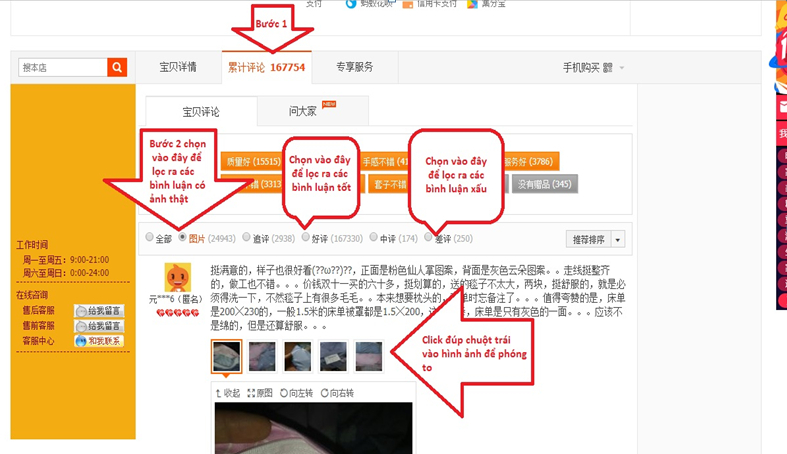 支付
蚂蚁花呗
信用卡支付
集分宝
Bước 1
搜本店
宝贝详情
累计评论 167754
专享服务
手机购买
宝贝评论
问大家
NEW
Bước 2 chọn
vào đây để
lọc ra các
bình luận có
ảnh thật
Chọn vào đây
để lọc ra các
bình luận tốt
Chọn vào đây
để lọc ra các
bình luận xấu
质量好 (15515)
手感不错
服务好 (3786)
套子不错
没有赠品 (345)
全部
图片 (24943)
追评 (2938)
好评 (167330)
中评 (174)
差评 (250)
推荐排序
工作时间
周一至周五：9:00-21:00
周六至周日：0:00-24:00
在线咨询
售后客服 给我留言
售前客服 给我留言
客服中心 和我联系
元***6（匿名）
挺满意的，样子也很好看(??ω??)??，正面是粉色仙人掌图案，背面是灰色云朵图案。。走线挺整齐
的，做工也不错。。。价钱双十一买的六十多，挺划算的，送的毯子不太大，两块，挺舒服的，就是必
须得洗一下，不然毯子上有很多毛毛。。本来想要枕头的，
单时忘备注了。。。值得夸赞的是，床单
是200╳230的，一般1.5米的床单被罩都是1.5╳200，
，床单是只有灰色的一面。。。应该不
是绵的，但是还算舒服。。。
Click đúp chuột trái
vào hình ảnh để phóng
to
收起
原图
向左转
向右转